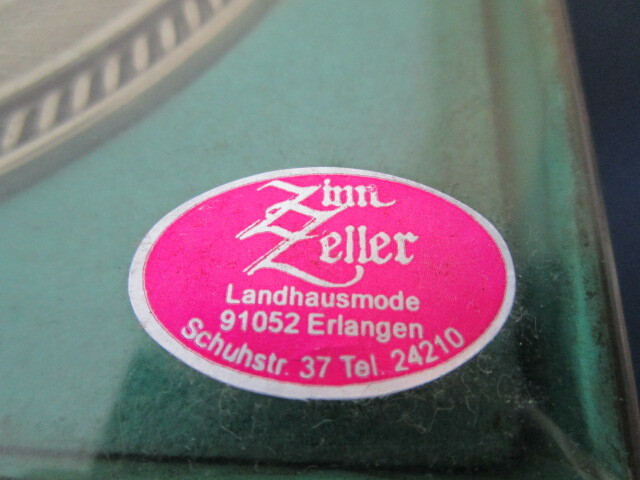 Zinn
Zeller
Landhausmode
91052 Erlangen
Schuhstr. 37 Tel. 24210